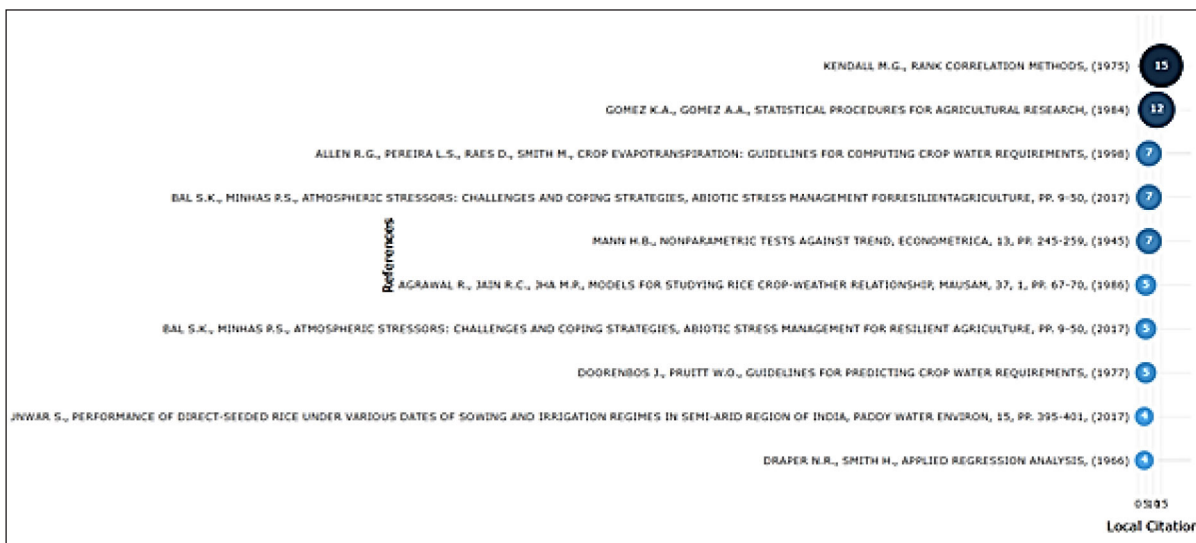 KENDALL M.G., RANK CORRELATION METHODS, (1975) 15
GOMEZ K.A., GOMEZ A.A., STATISTICAL PROCEDURES FOR AGRICULTURAL RESEARCH, (1984) 12
ALLEN R.G., PEREIRA L.S., RAES D., SMITH M., CROP EVAPOTRANSPIRATION: GUIDELINES FOR COMPUTING CROP WATER REQUIREMENTS, (1998) 7
BAL S.K., MINHAS P.S., ATMOSPHERIC STRESSORS: CHALLENGES AND COPING STRATEGIES, ABIOTIC STRESS MANAGEMENT FORRESILIENTAGRICULTURE, PP. 9-50, (2017) 7
MANN H.B., NONPARAMETRIC TESTS AGAINST TREND, ECONOMETRICA, 13, PP. 245-259, (1945) 7
References
AGRAWAL R., JAIN R.C., JHA M.P., MODELS FOR STUDYING RICE CROP-WEATHER RELATIONSHIP, MAUSAM, 37, 1, PP. 67-70, (1986) 5
BAL S.K., MINHAS P.S., ATMOSPHERIC STRESSORS: CHALLENGES AND COPING STRATEGIES, ABIOTIC STRESS MANAGEMENT FOR RESILIENT AGRICULTURE, PP. 9-50, (2017) 5
DOORENBOS J., PRUITT W.O., GUIDELINES FOR PREDICTING CROP WATER REQUIREMENTS, (1977) 5
JNWAR S., PERFORMANCE OF DIRECT-SEEDED RICE UNDER VARIOUS DATES OF SOWING AND IRRIGATION REGIMES IN SEMI-ARID REGION OF INDIA, PADDY WATER ENVIRON, 15, PP. 395-401, (2017) 4
DRAPER N.R., SMITH H., APPLIED REGRESSION ANALYSIS, (1966) 4
Local Citation